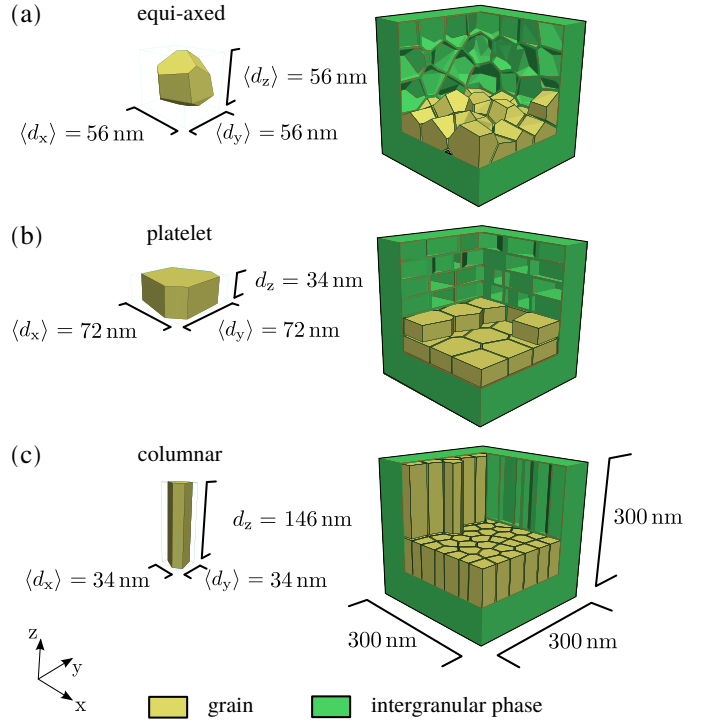 (a) equi-axed
⟨d_z⟩ = 56 nm
⟨d_x⟩ = 56 nm ⟨d_y⟩ = 56 nm
(b) platelet
d_z = 34 nm
⟨d_x⟩ = 72 nm ⟨d_y⟩ = 72 nm
(c) columnar
d_z = 146 nm
300 nm
⟨d_x⟩ = 34 nm ⟨d_y⟩ = 34 nm
300 nm 300 nm
z
y
x
grain intergranular phase